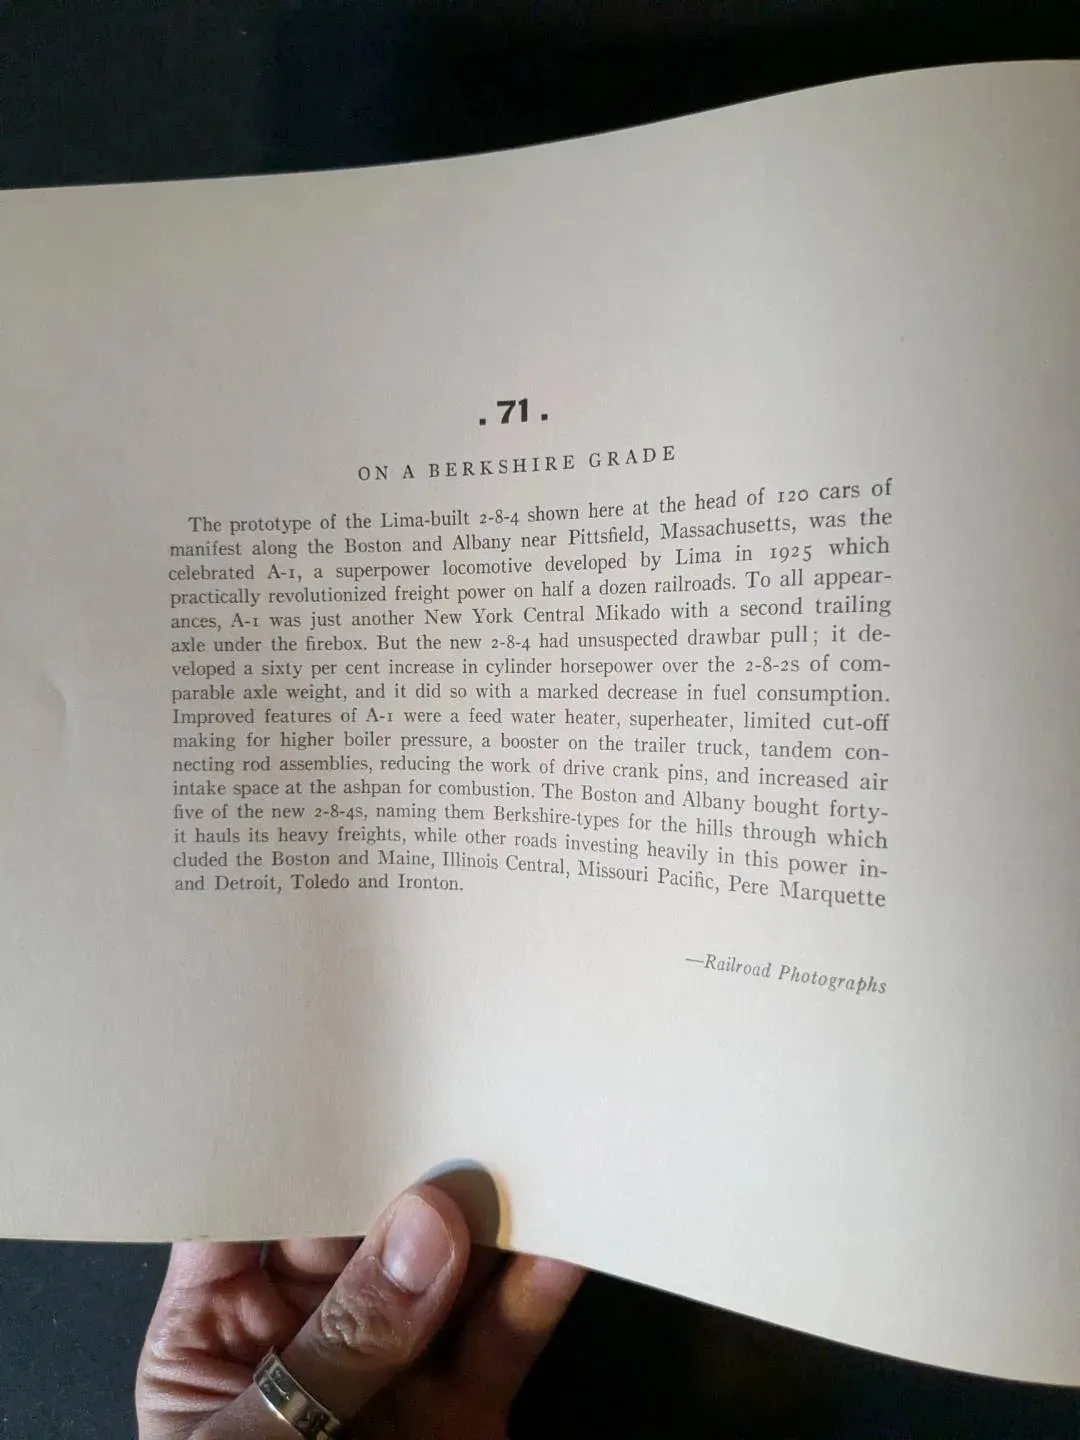 . 71 .
ON A BERKSHIRE GRADE
The prototype of the Lima-built 2-8-4 shown here at the head of 120 cars of
manifest along the Boston and Albany near Pittsfield, Massachusetts, was the
celebrated A-1, a superpower locomotive developed by Lima in 1925 which
practically revolutionized freight power on half a dozen railroads. To all appear-
ances, A-1 was just another New York Central Mikado with a second trailing
axle under the firebox. But the new 2-8-4 had unsuspected drawbar pull; it de-
veloped a sixty per cent increase in cylinder horsepower over the 2-8-2s of com-
parable axle weight, and it did so with a marked decrease in fuel consumption.
Improved features of A-1 were a feed water heater, superheater, limited cut-off
making for higher boiler pressure, a booster on the trailer truck, tandem con-
necting rod assemblies, reducing the work of drive crank pins, and increased air
intake space at the ashpan for combustion. The Boston and Albany bought forty-
five of the new 2-8-4s, naming them Berkshire-types for the hills through which
it hauls its heavy freights, while other roads investing heavily in this power in-
cluded the Boston and Maine, Illinois Central, Missouri Pacific, Pere Marquette
and Detroit, Toledo and Ironton.
—Railroad Photographs